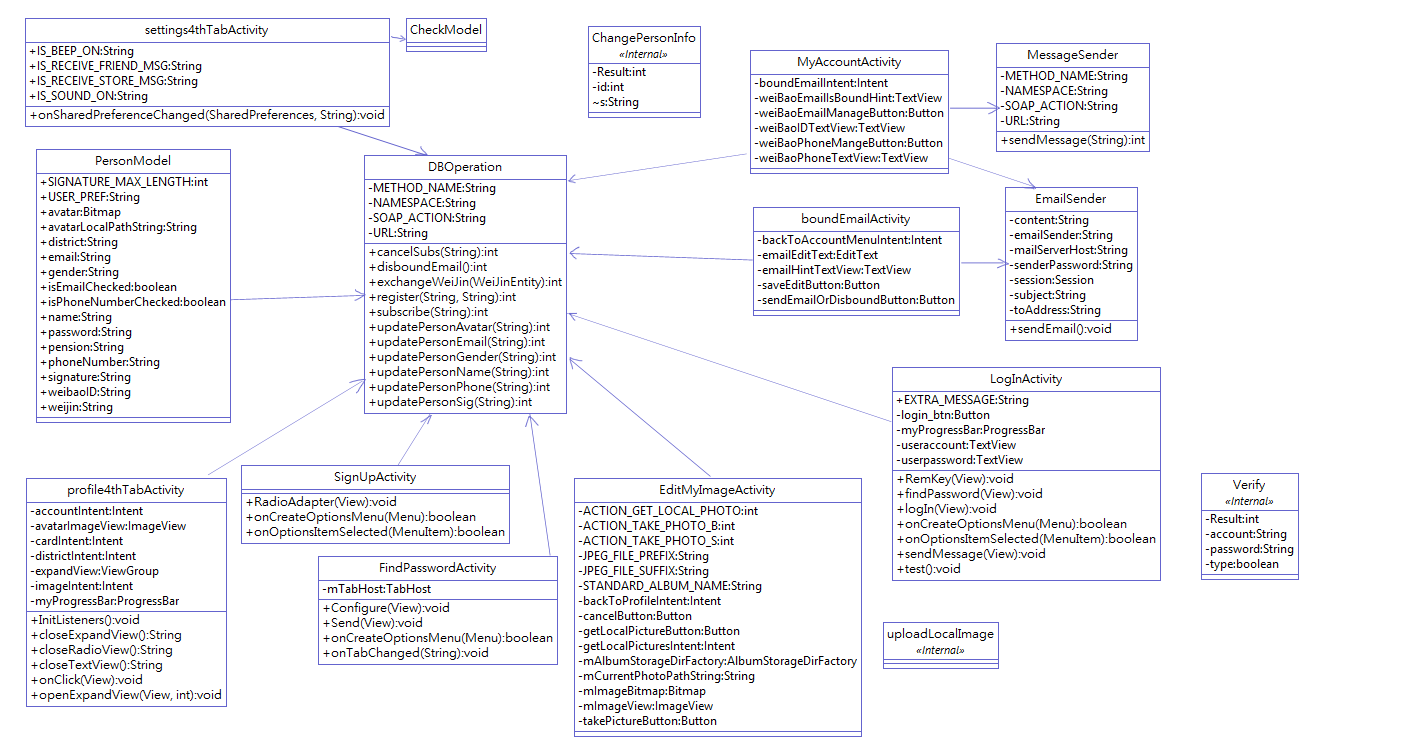 settings4thTabActivity
+IS_BEEP_ON:String
+IS_RECEIVE_FRIEND_MSG:String
+IS_RECEIVE_STORE_MSG:String
+IS_SOUND_ON:String
+onSharedPreferenceChanged(SharedPreferences, String):void
CheckModel
ChangePersonInfo
«Internal»
-Result:int
-id:int
~s:String
MyAccountActivity
-boundEmailIntent:Intent
-weiBaoEmailIsBoundHint:TextView
-weiBaoEmailManageButton:Button
-weiBaoIDTextView:TextView
-weiBaoPhoneMangeButton:Button
-weiBaoPhoneTextView:TextView
MessageSender
-METHOD_NAME:String
-NAMESPACE:String
-SOAP_ACTION:String
-URL:String
+sendMessage(String):int
PersonModel
+SIGNATURE_MAX_LENGTH:int
+USER_PREF:String
+avatar:Bitmap
+avatarLocalPathString:String
+district:String
+email:String
+gender:String
+isEmailChecked:boolean
+isPhoneNumberChecked:boolean
+name:String
+password:String
+pension:String
+phoneNumber:String
+signature:String
+weibaoID:String
+weijin:String
DBOperation
-METHOD_NAME:String
-NAMESPACE:String
-SOAP_ACTION:String
-URL:String
+cancelSubs(String):int
+disboundEmail():int
+exchangeWeiJin(WeiJinEntity):int
+register(String, String):int
+subscribe(String):int
+updatePersonAvatar(String):int
+updatePersonEmail(String):int
+updatePersonGender(String):int
+updatePersonName(String):int
+updatePersonPhone(String):int
+updatePersonSig(String):int
boundEmailActivity
-backToAccountMenuIntent:Intent
-emailEditText:EditText
-emailHintTextView:TextView
-saveEditButton:Button
-sendEmailOrDisboundButton:Button
EmailSender
-content:String
-emailSender:String
-mailServerHost:String
-senderPassword:String
-session:Session
-subject:String
-toAddress:String
+sendEmail():void
LogInActivity
+EXTRA_MESSAGE:String
-login_btn:Button
-myProgressBar:ProgressBar
-useraccount:TextView
-userpassword:TextView
+RemKey(View):void
+findPassword(View):void
+logIn(View):void
+onCreateOptionsMenu(Menu):boolean
+onOptionsItemSelected(MenuItem):boolean
+sendMessage(View):void
+test():void
profile4thTabActivity
-accountIntent:Intent
-avatarImageView:ImageView
-cardIntent:Intent
-districtIntent:Intent
-expandView:ViewGroup
-imageIntent:Intent
-myProgressBar:ProgressBar
+InitListeners():void
+closeExpandView():String
+closeRadioView():String
+closeTextView():String
+onClick(View):void
+openExpandView(View, int):void
SignUpActivity
+RadioAdapter(View):void
+onCreateOptionsMenu(Menu):boolean
+onOptionsItemSelected(MenuItem):boolean
FindPasswordActivity
-mTabHost:TabHost
+Configure(View):void
+Send(View):void
+onCreateOptionsMenu(Menu):boolean
+onTabChanged(String):void
EditMyImageActivity
-ACTION_GET_LOCAL_PHOTO:int
-ACTION_TAKE_PHOTO_B:int
-ACTION_TAKE_PHOTO_S:int
-JPEG_FILE_PREFIX:String
-JPEG_FILE_SUFFIX:String
-STANDARD_ALBUM_NAME:String
-backToProfileIntent:Intent
-cancelButton:Button
-getLocalPictureButton:Button
-getLocalPicturesIntent:Intent
-mAlbumStorageDirFactory:AlbumStorageDirFactory
-mCurrentPhotoPathString:String
-mImageBitmap:Bitmap
-mImageView:ImageView
-takePictureButton:Button
Verify
«Internal»
-Result:int
-account:String
-password:String
-type:boolean
uploadLocalImage
«Internal»